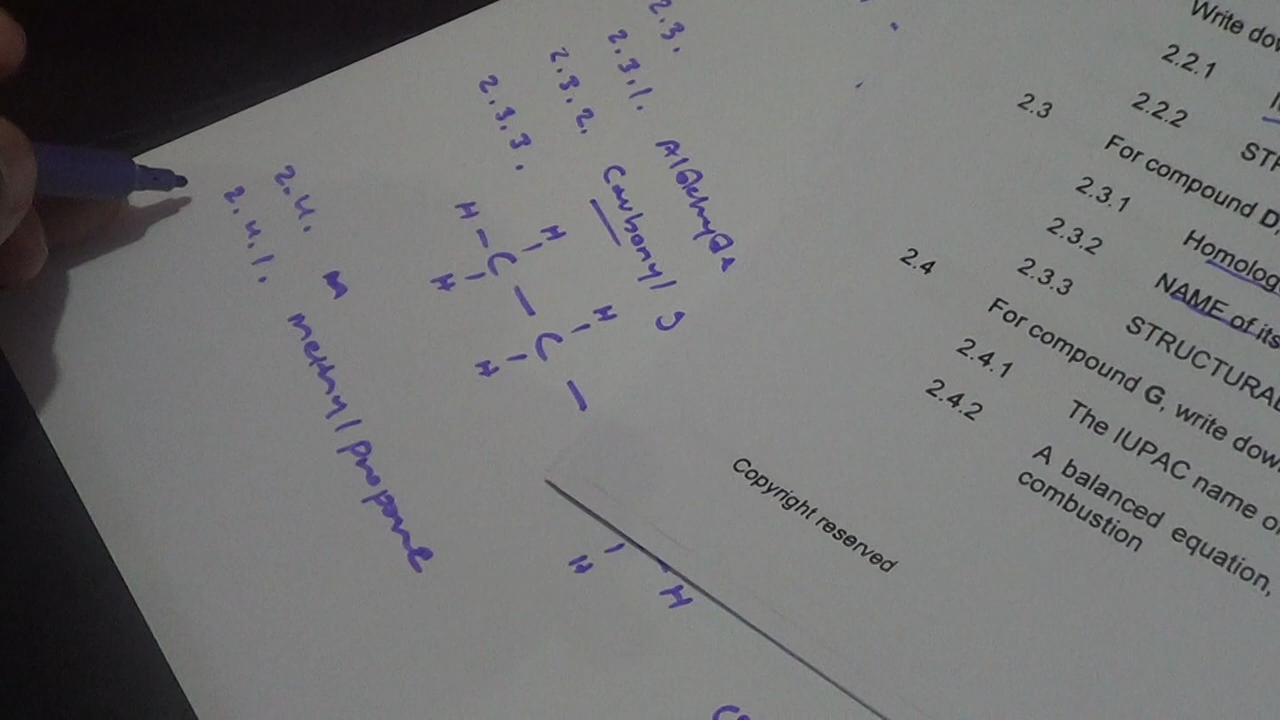 2.3.
2.3.1. Aldehyde
2.3.2. Carbonyl g
2.3.3.
H H
H - C - H
H - C - H
H H
2.4. m
2.4.1. methyl propane
Write dow
2.2.1
2.2.2 STR
2.3 For compound D,
2.3.1 Homolog
2.3.2 NAME of its
2.3.3 STRUCTURAL
2.4 For compound G, write down
2.4.1 The IUPAC name o
2.4.2 A balanced equation,
combustion
Copyright reserved